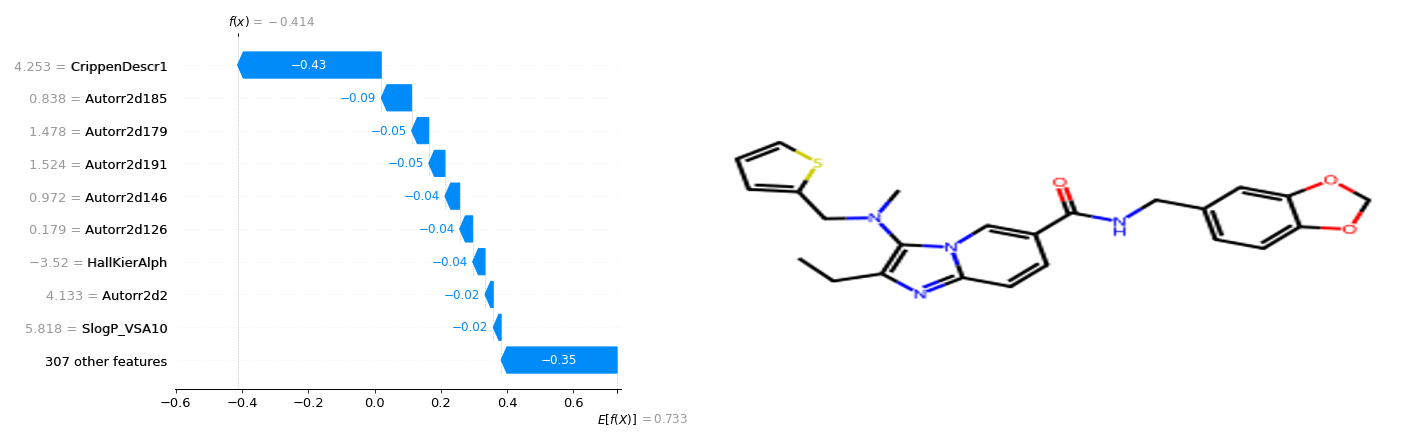 f(x) = −0.414
4.253 = CrippenDescr1
−0.43
0.838 = Autorr2d185
−0.09
1.478 = Autorr2d179
−0.05
1.524 = Autorr2d191
−0.05
0.972 = Autorr2d146
−0.04
0.179 = Autorr2d126
−0.04
−3.52 = HallKierAlph
−0.04
4.133 = Autorr2d2
−0.02
5.818 = SlogP_VSA10
−0.02
307 other features
−0.35
−0.6 −0.4 −0.2 0.0 0.2 0.4 0.6
E[f(X)] = 0.733
S
N
N
N
O
N
H
O
O